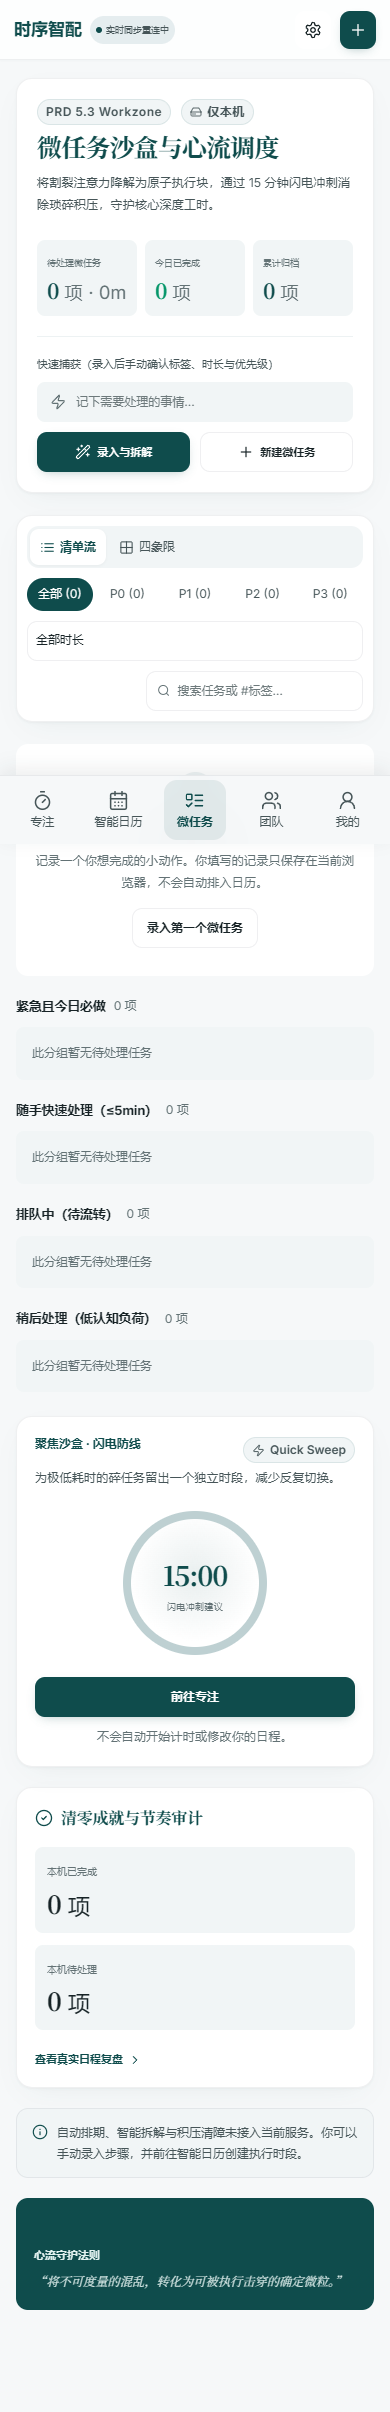 时序智配
实时同步重连中
PRD 5.3 Workzone
仅本机
微任务沙盒与心流调度
将割裂注意力降解为原子执行块，通过 15 分钟闪电冲刺消
除琐碎积压，守护核心深度工时。
待处理微任务
今日已完成
累计归档
0 项 · 0m
0 项
0 项
快速捕获（录入后手动确认标签、时长与优先级）
记下需要处理的事情...
录入与拆解
新建微任务
清单流
四象限
全部 (0)
P0 (0)
P1 (0)
P2 (0)
P3 (0)
全部时长
搜索任务或 #标签...
专注
智能日历
微任务
团队
我的
记录一个你想完成的小动作。你填写的记录只保存在当前浏
览器，不会自动排入日历。
录入第一个微任务
紧急且今日必做 0 项
此分组暂无待处理任务
随手快速处理（≤5min） 0 项
此分组暂无待处理任务
排队中（待流转） 0 项
此分组暂无待处理任务
稍后处理（低认知负荷） 0 项
此分组暂无待处理任务
聚焦沙盒 · 闪电防线
Quick Sweep
为极低耗时的碎任务留出一个独立时段，减少反复切换。
15:00
闪电冲刺建议
前往专注
不会自动开始计时或修改你的日程。
清零成就与节奏审计
本机已完成
0 项
本机待处理
0 项
查看真实日程复盘
自动排期、智能拆解与积压清障未接入当前服务。你可以
手动录入步骤，并前往智能日历创建执行时段。
心流守护法则
“将不可度量的混乱，转化为可被执行击穿的确定微粒。”